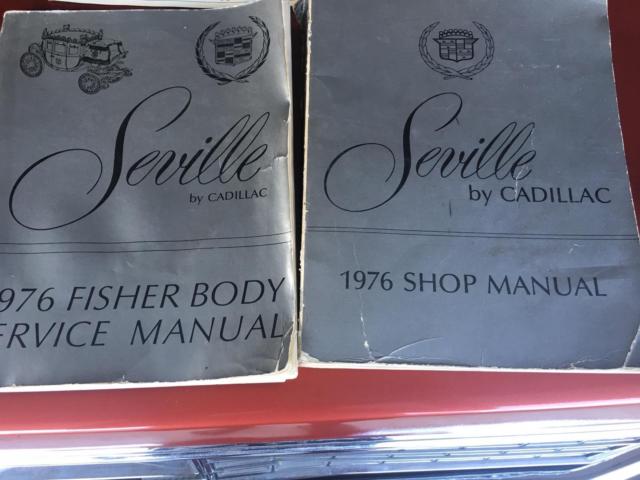 Seville
by CADILLAC
976 FISHER BODY
ERVICE MANUAL
Seville
by CADILLAC
1976 SHOP MANUAL